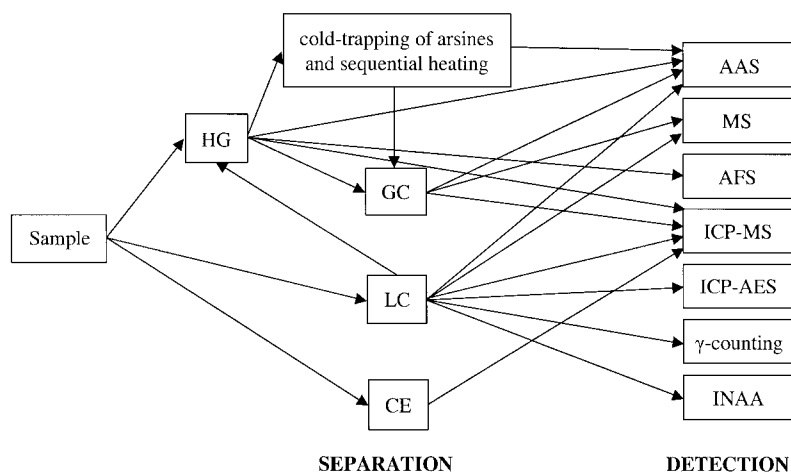 cold-trapping of arsines
and sequential heating
AAS
MS
HG
AFS
GC
Sample
ICP-MS
LC
ICP-AES
γ-counting
CE
INAA
SEPARATION
DETECTION